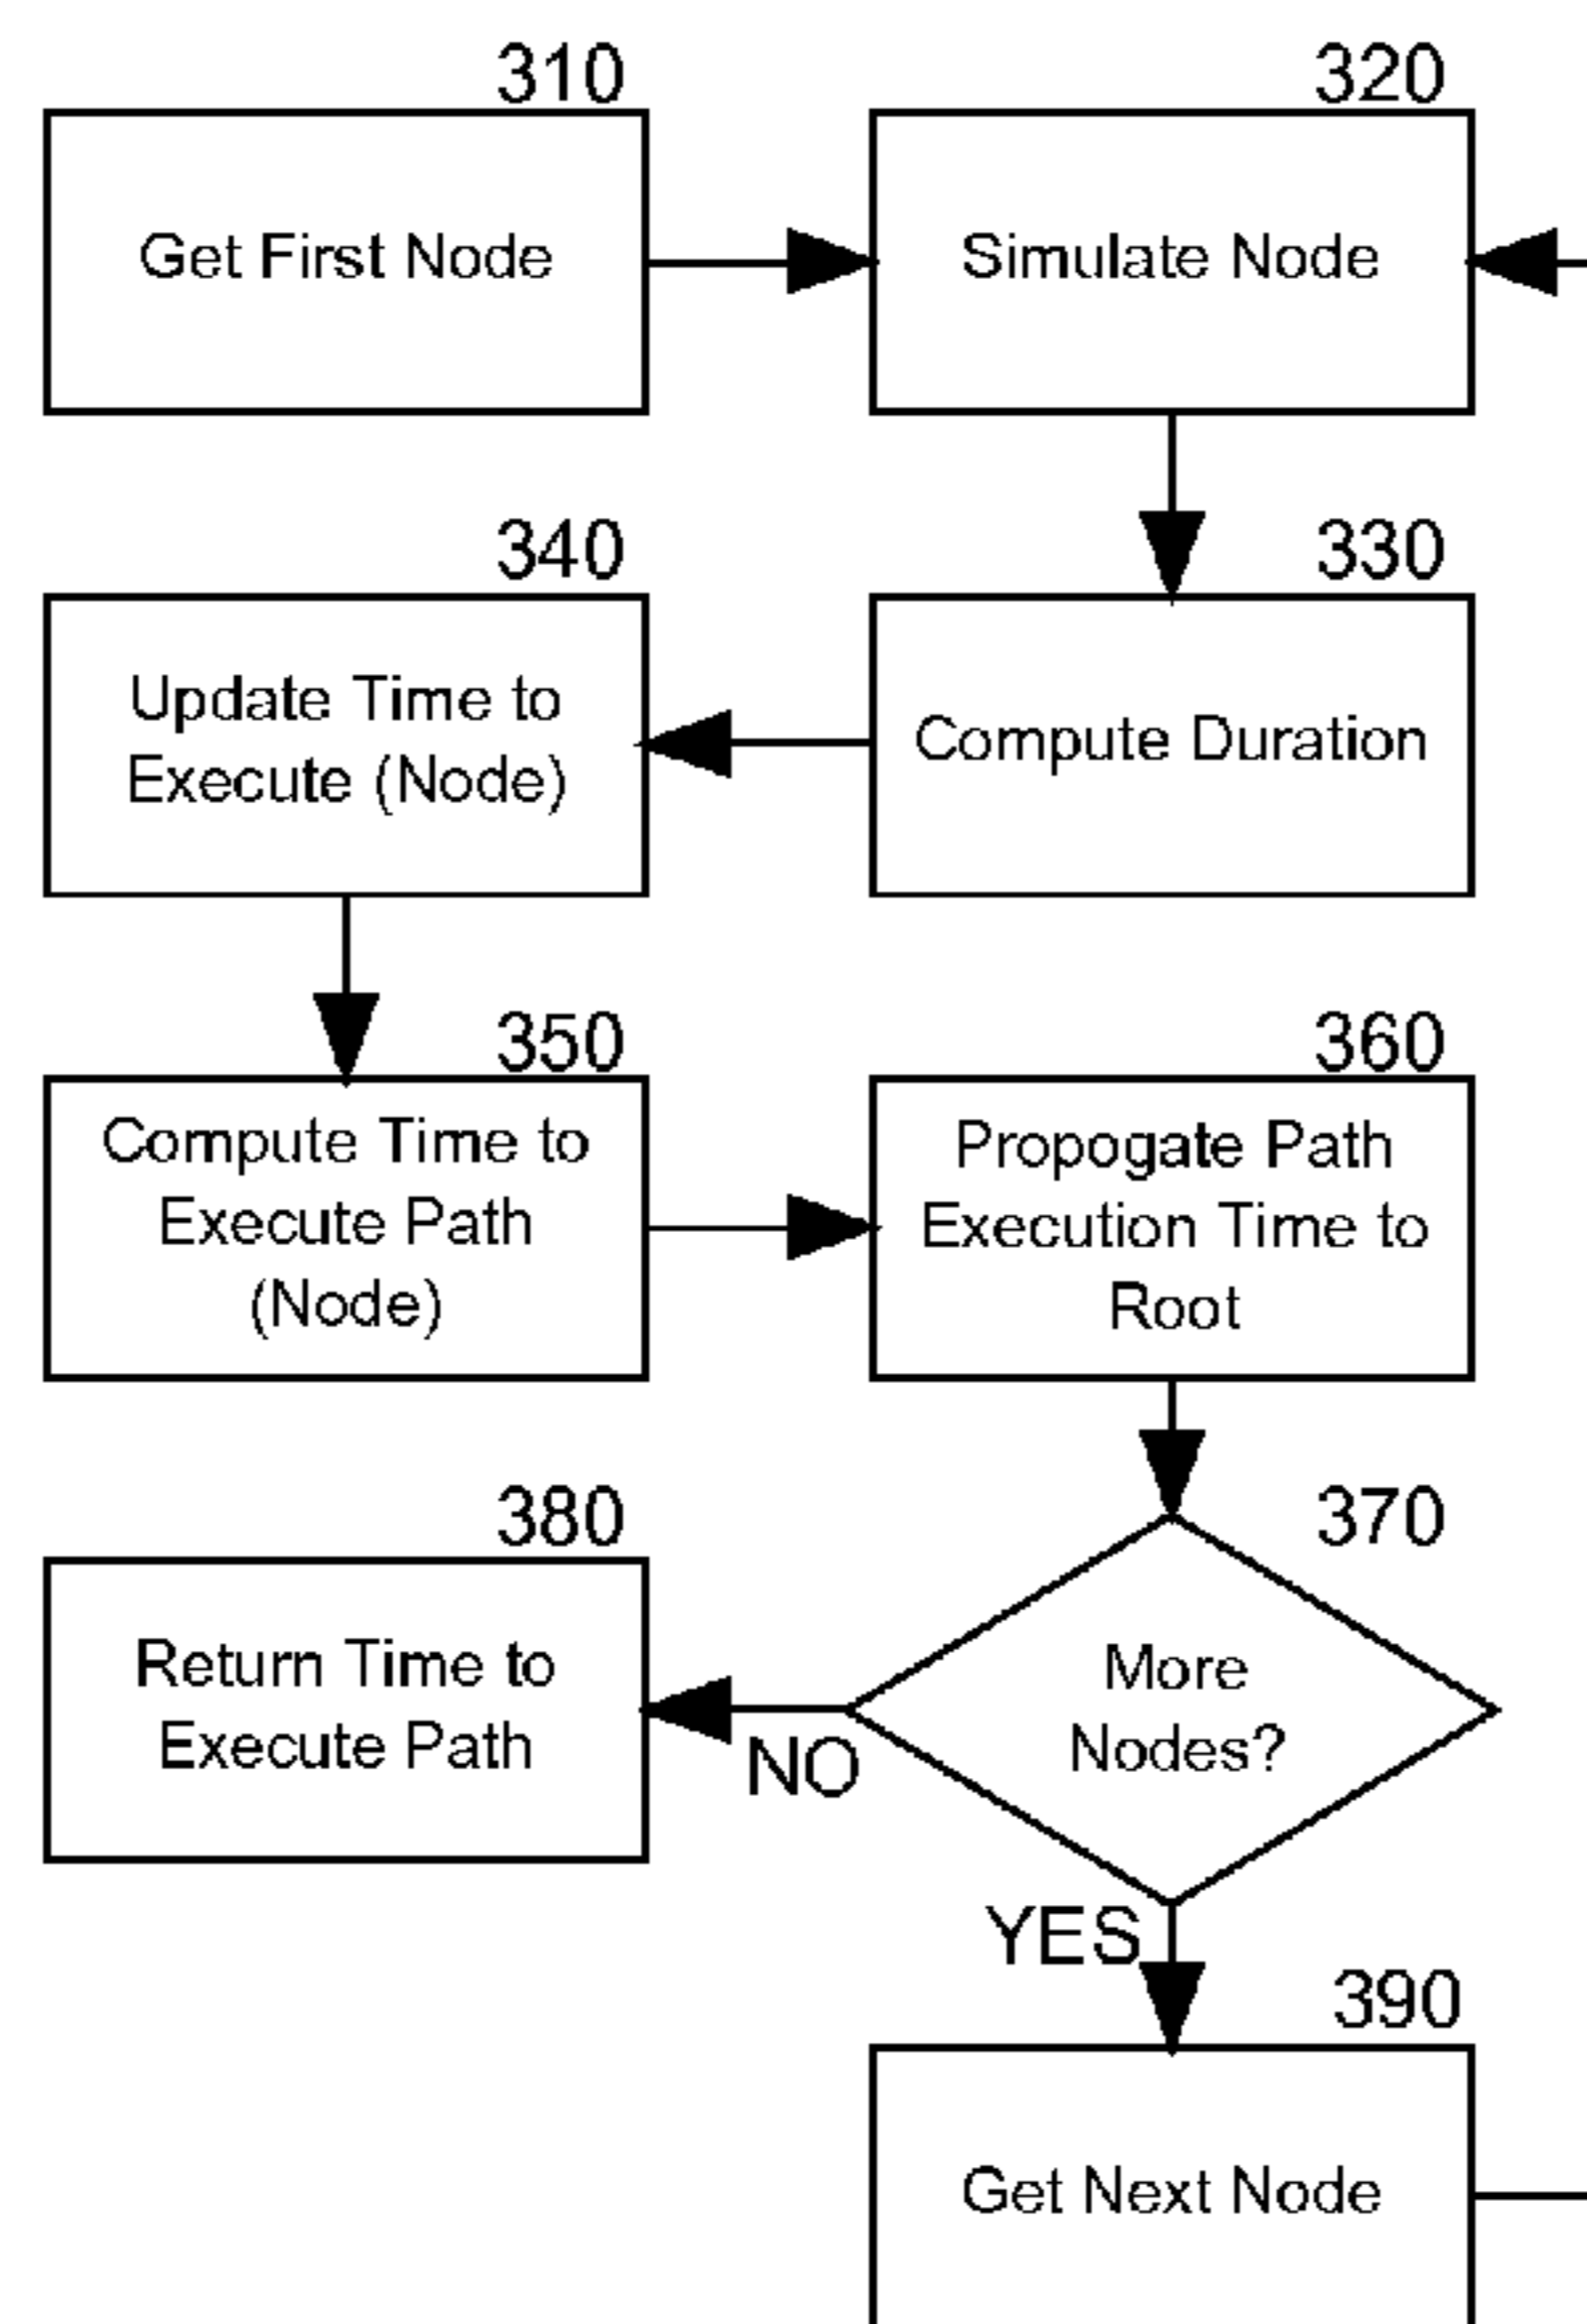 310
Get First Node
320
Simulate Node
330
Compute Duration
340
Update Time to
Execute (Node)
350
Compute Time to
Execute Path
(Node)
360
Propogate Path
Execution Time to
Root
370
More
Nodes?
NO
380
Return Time to
Execute Path
YES
390
Get Next Node